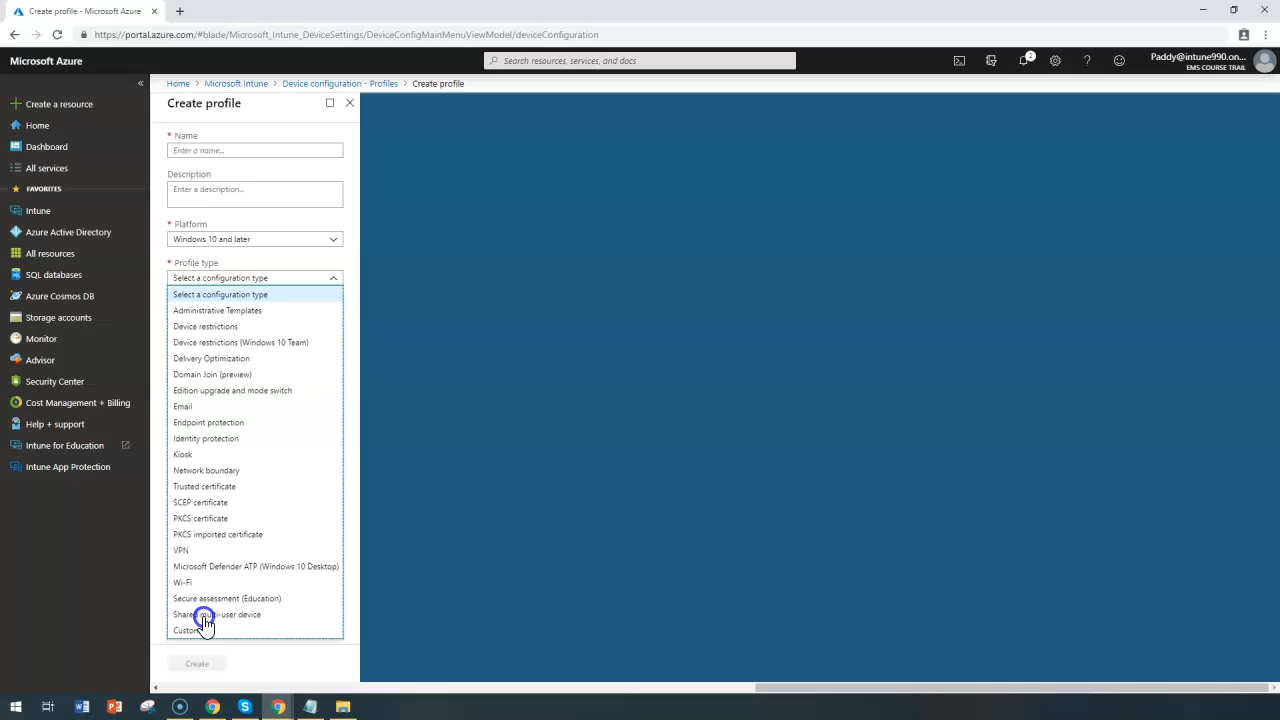 Create profile - Microsoft Azure
https://portal.azure.com/#blade/Microsoft_Intune_DeviceSettings/DeviceConfigMainMenuViewModel/deviceConfiguration
Microsoft Azure
Search resources, services, and docs
2
Paddy@intune990.on...
EMS COURSE TRAIL
Home > Microsoft Intune > Device configuration - Profiles > Create profile
Create a resource
Home
Dashboard
All services
FAVORITES
Intune
Azure Active Directory
All resources
SQL databases
Azure Cosmos DB
Storage accounts
Monitor
Advisor
Security Center
Cost Management + Billing
Help + support
Intune for Education
Intune App Protection
Create profile
* Name
Enter a name...
Description
Enter a description...
* Platform
Windows 10 and later
* Profile type
Select a configuration type
Select a configuration type
Administrative Templates
Device restrictions
Device restrictions (Windows 10 Team)
Delivery Optimization
Domain Join (preview)
Edition upgrade and mode switch
Email
Endpoint protection
Identity protection
Kiosk
Network boundary
Trusted certificate
SCEP certificate
PKCS certificate
PKCS imported certificate
VPN
Microsoft Defender ATP (Windows 10 Desktop)
Wi-Fi
Secure assessment (Education)
Shared multi-user device
Custom
Create